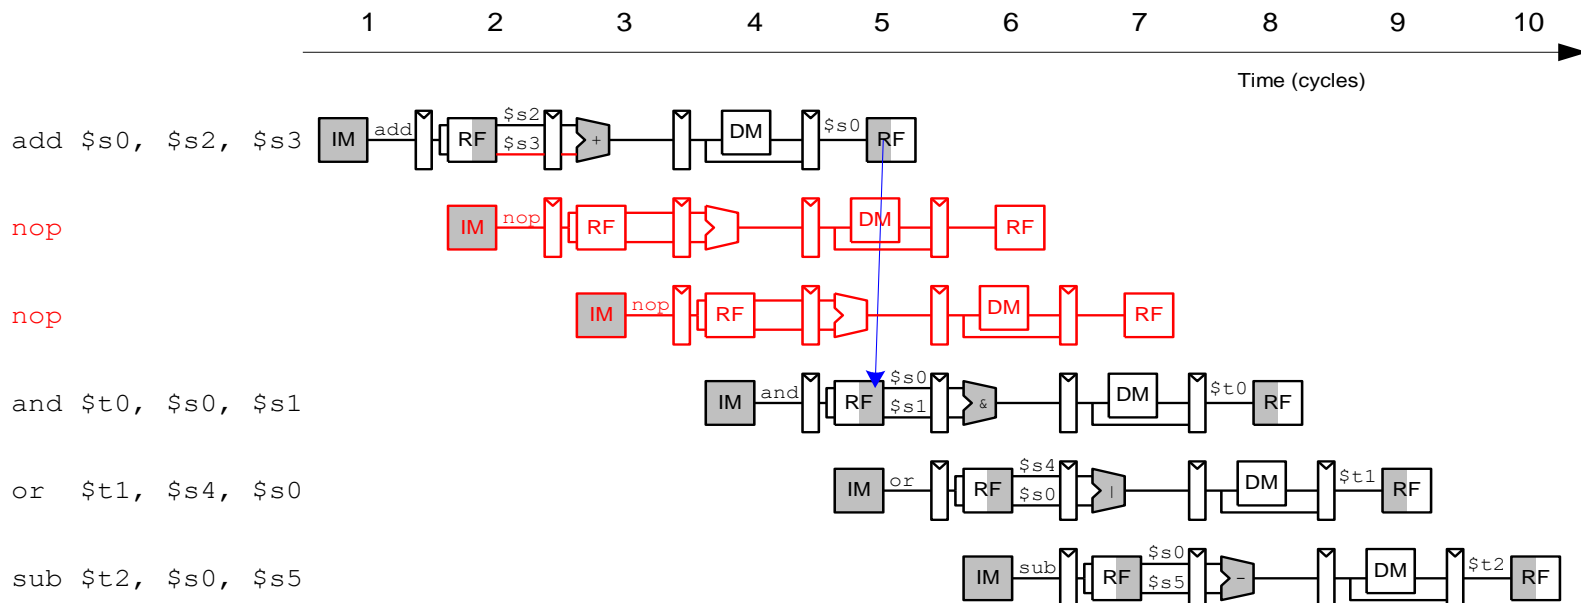 1 2 3 4 5 6 7 8 9 10
Time (cycles)
add $s0, $s2, $s3 IM add RF $s2 $s3 + DM $s0 RF
nop IM nop RF DM RF
nop IM nop RF DM RF
and $t0, $s0, $s1 IM and RF $s0 $s1 & DM $t0 RF
or $t1, $s4, $s0 IM or RF $s4 $s0 | DM $t1 RF
sub $t2, $s0, $s5 IM sub RF $s0 $s5 - DM $t2 RF